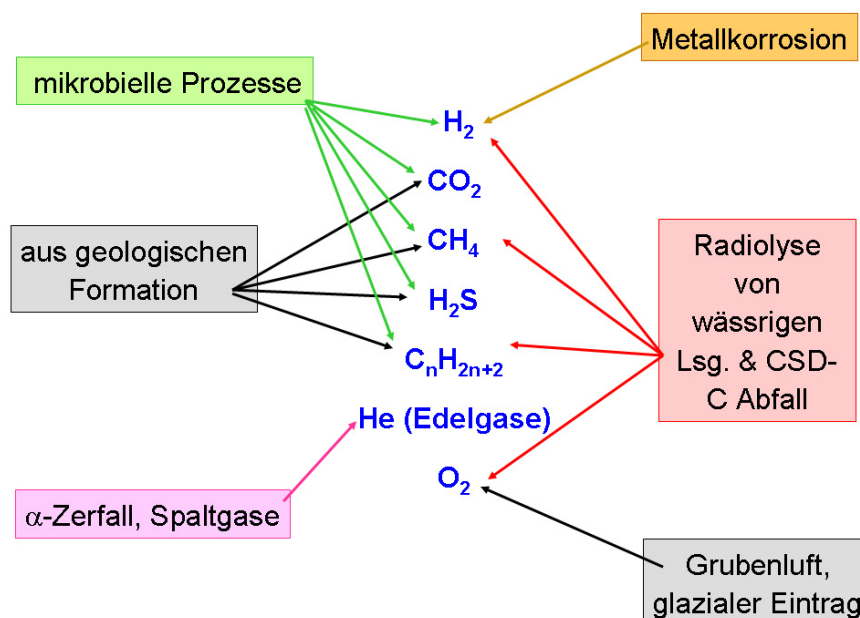 Metallkorrosion
mikrobielle Prozesse
H₂
CO₂
aus geologischen
Formation
CH₄
H₂S
CₙH₂ₙ₊₂
Radiolyse
von
wässrigen
Lsg. & CSD-
C Abfall
He (Edelgase)
O₂
α-Zerfall, Spaltgase
Grubenluft,
glazialer Eintrag